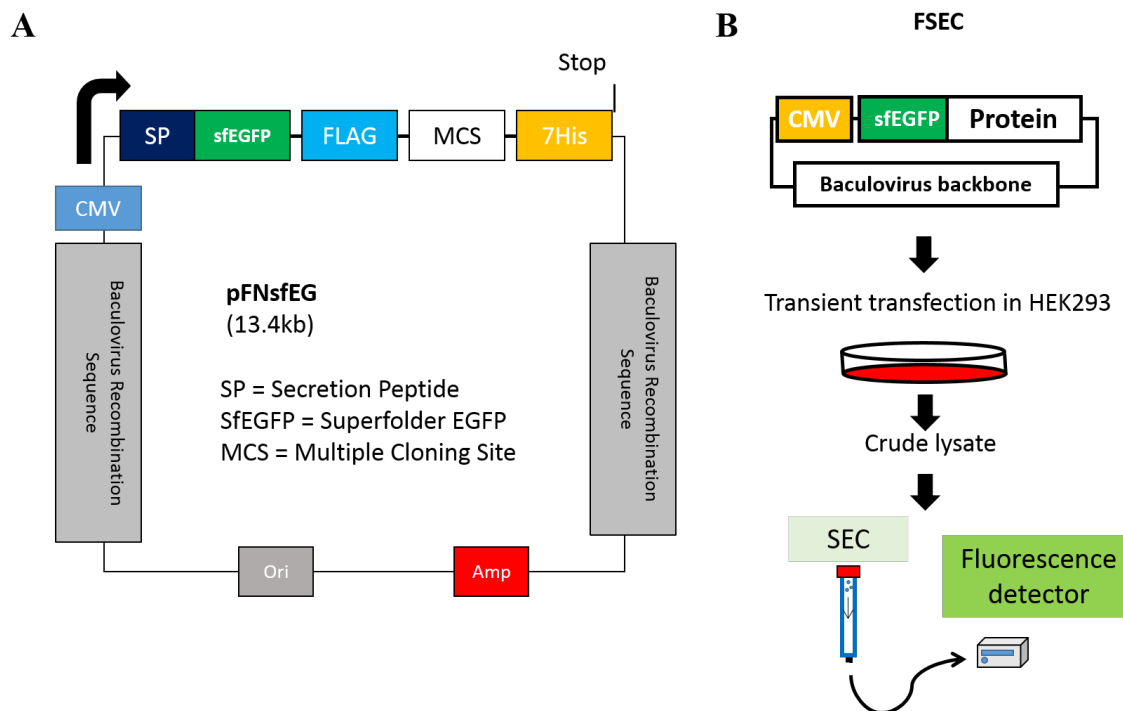 A
Stop
SP
sfEGFP
FLAG
MCS
7His
CMV
Baculovirus Recombination
Sequence
pFNsfEG
(13.4kb)
SP = Secretion Peptide
SfEGFP = Superfolder EGFP
MCS = Multiple Cloning Site
Baculovirus Recombination
Sequence
Ori
Amp
B
FSEC
CMV
sfEGFP
Protein
Baculovirus backbone
Transient transfection in HEK293
Crude lysate
SEC
Fluorescence
detector